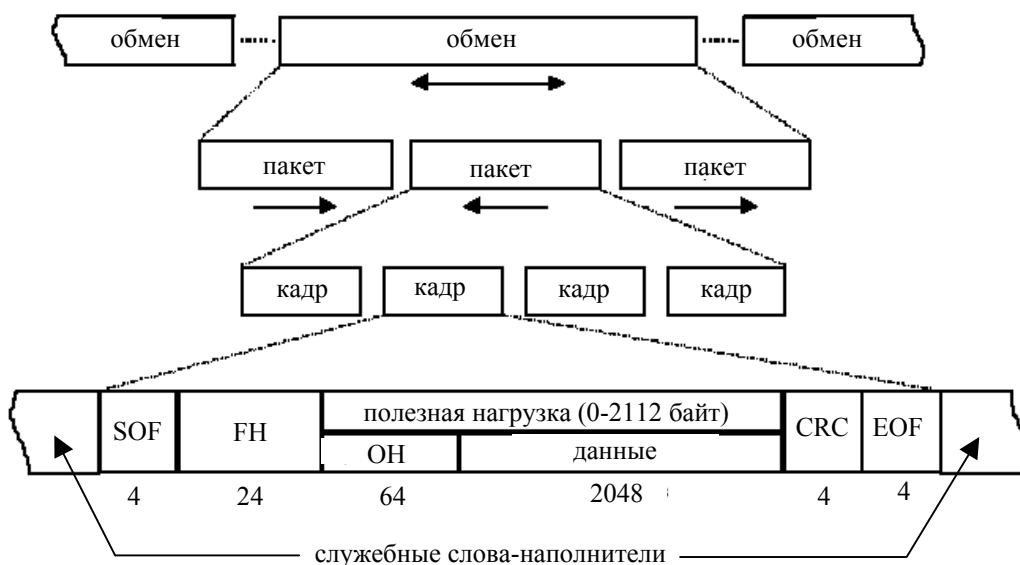 обмен обмен обмен
пакет пакет пакет
кадр кадр кадр кадр
SOF FH полезная нагрузка (0-2112 байт) CRC EOF
OH данные
4 24 64 2048 4 4
служебные слова-наполнители